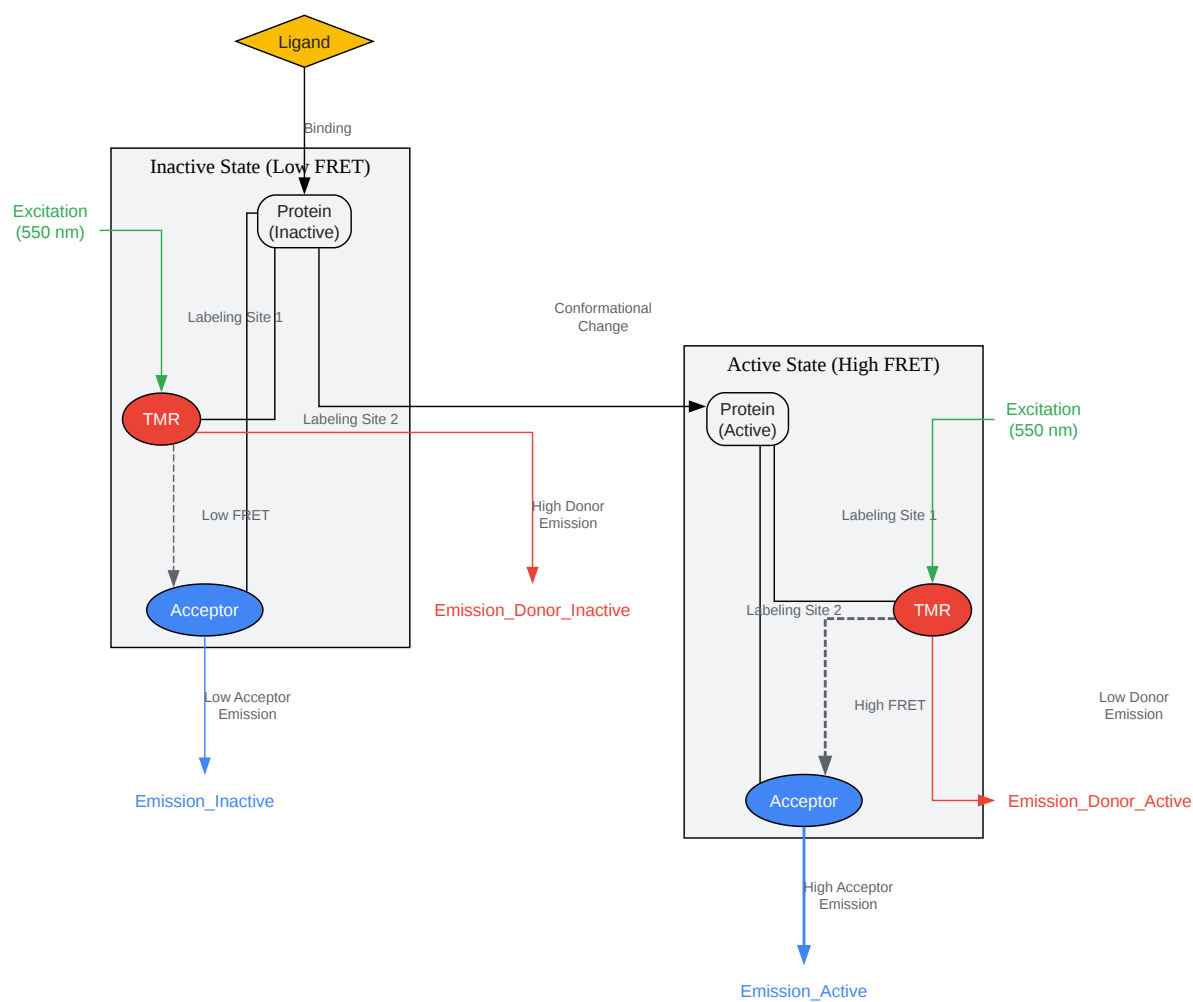 Ligand
Binding
Inactive State (Low FRET)
Protein
(Inactive)
Excitation
(550 nm)
Labeling Site 1
Conformational
Change
Active State (High FRET)
TMR
Labeling Site 2
Protein
(Active)
Excitation
(550 nm)
Low FRET
High Donor
Emission
Labeling Site 1
Acceptor
Emission_Donor_Inactive
Labeling Site 2
TMR
Low Acceptor
Emission
High FRET
Low Donor
Emission
Emission_Inactive
Acceptor
Emission_Donor_Active
High Acceptor
Emission
Emission_Active